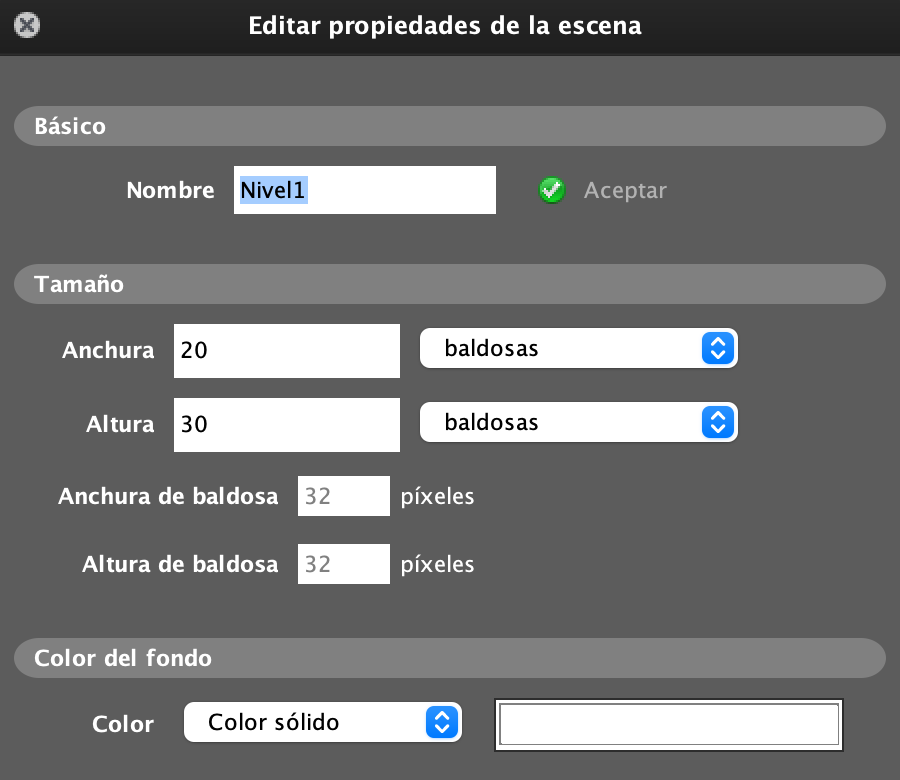 Editar propiedades de la escena
Básico
Nombre Nivel1 Aceptar
Tamaño
Anchura 20 baldosas
Altura 30 baldosas
Anchura de baldosa 32 píxeles
Altura de baldosa 32 píxeles
Color del fondo
Color Color sólido